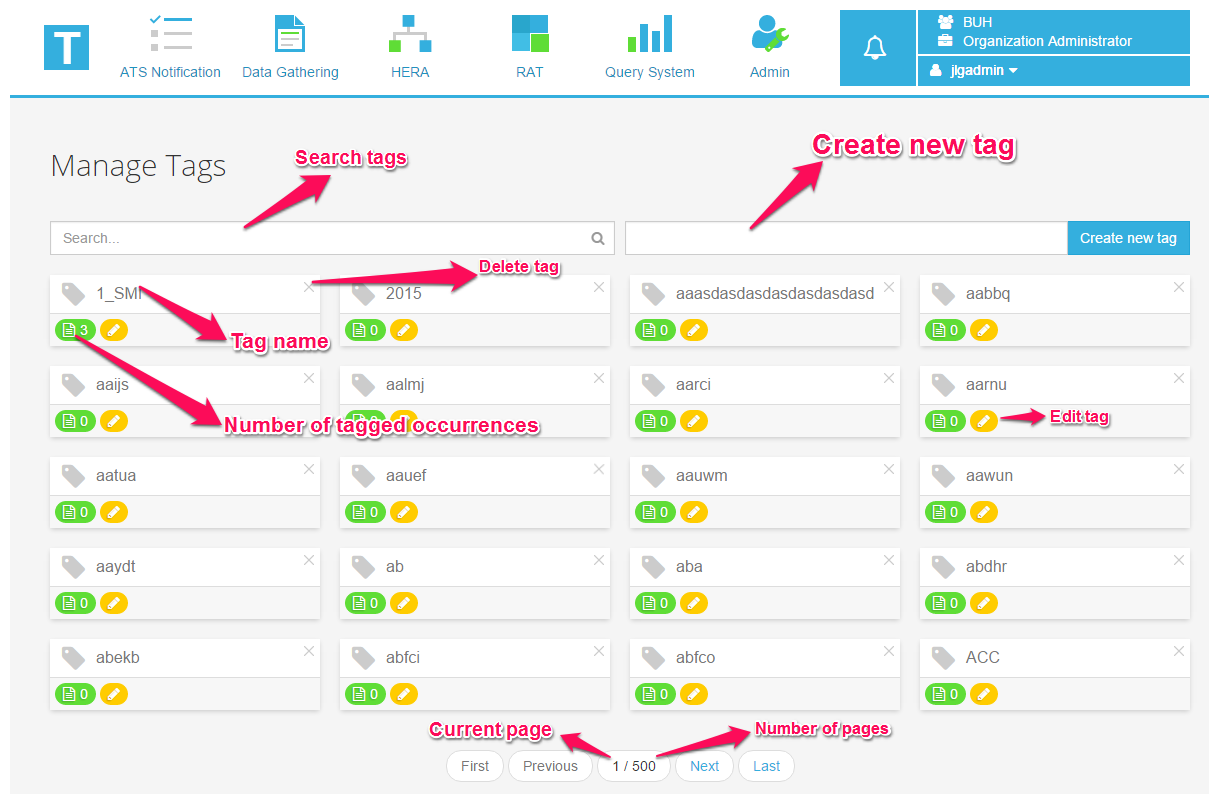 T
ATS Notification
Data Gathering
HERA
RAT
Query System
Admin
BUH
Organization Administrator
jlgadmin
Manage Tags
Search tags
Create new tag
Search...
Create new tag
Delete tag
1_SMI
2015
aaasdasdasdasdasdasdasd
aabbq
3
0
0
0
Tag name
aaijs
aalmj
aarci
aarnu
0
0
0
Edit tag
Number of tagged occurrences
aatua
aauef
aauwm
aawun
0
0
0
0
aaydt
ab
aba
abdhr
0
0
0
0
abekb
abfci
abfco
ACC
0
0
0
0
Current page
Number of pages
First
Previous
1 / 500
Next
Last